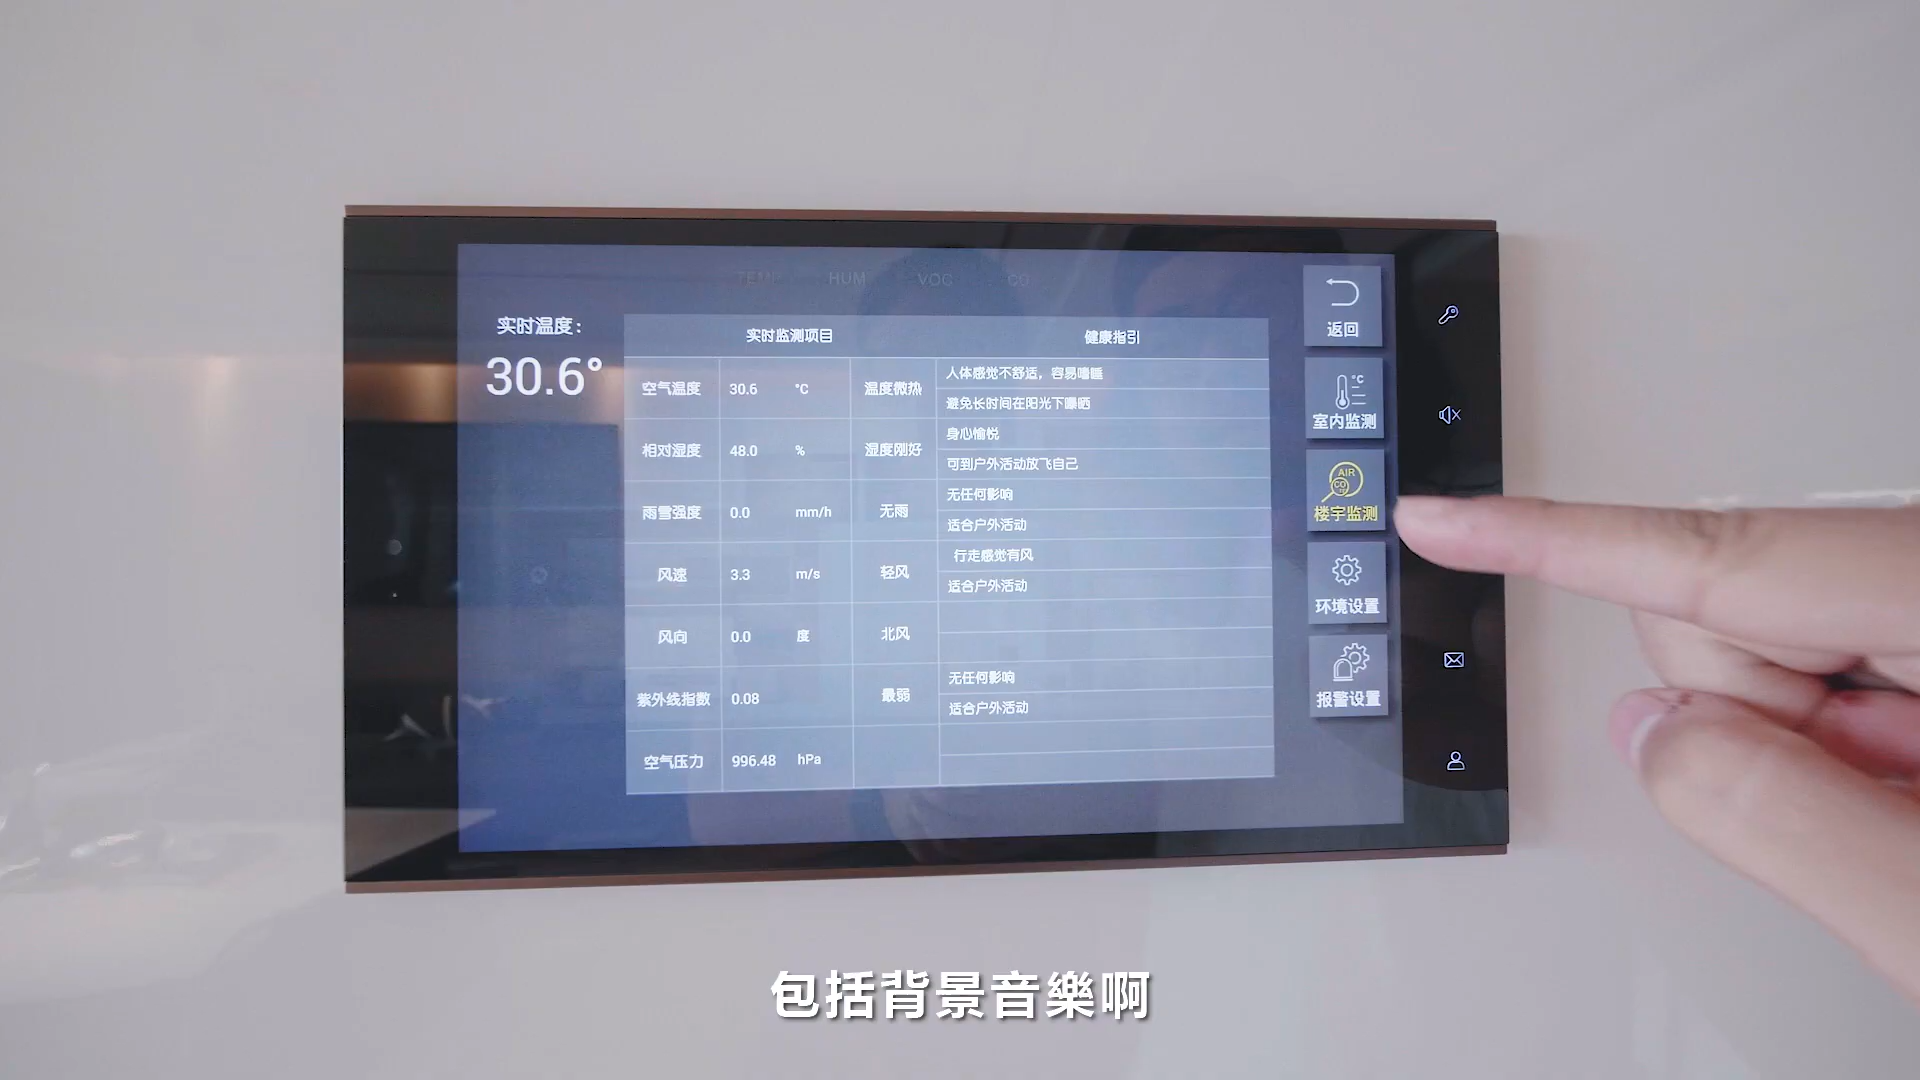 TEMP HUM VOC CO
实时温度：
30.6°
实时监测项目 健康指引
空气温度 30.6 °C 温度微热
人体感觉不舒适，容易嗜睡
避免长时间在阳光下曝晒
相对湿度 48.0 % 湿度刚好
身心愉悦
可到户外活动放飞自己
雨雪强度 0.0 mm/h 无雨
无任何影响
适合户外活动
风速 3.3 m/s 轻风
行走感觉有风
适合户外活动
风向 0.0 度 北风
紫外线指数 0.08 最弱
无任何影响
适合户外活动
空气压力 996.48 hPa
返回
°C
室内监测
AIR
CO
楼宇监测
环境设置
报警设置
包括背景音樂啊